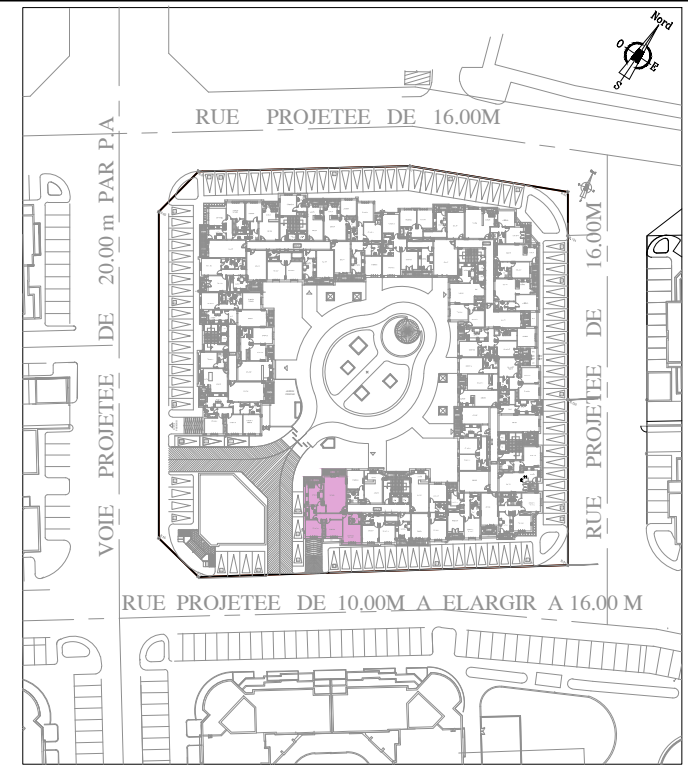 Nord
O
E
S
RUE PROJETEE DE 16.00M
VOIE PROJETEE DE 20.00 m PAR P.A
RUE PROJETEE DE 16.00M
RUE PROJETEE DE 10,00M A ELARGIR A 16.00 M